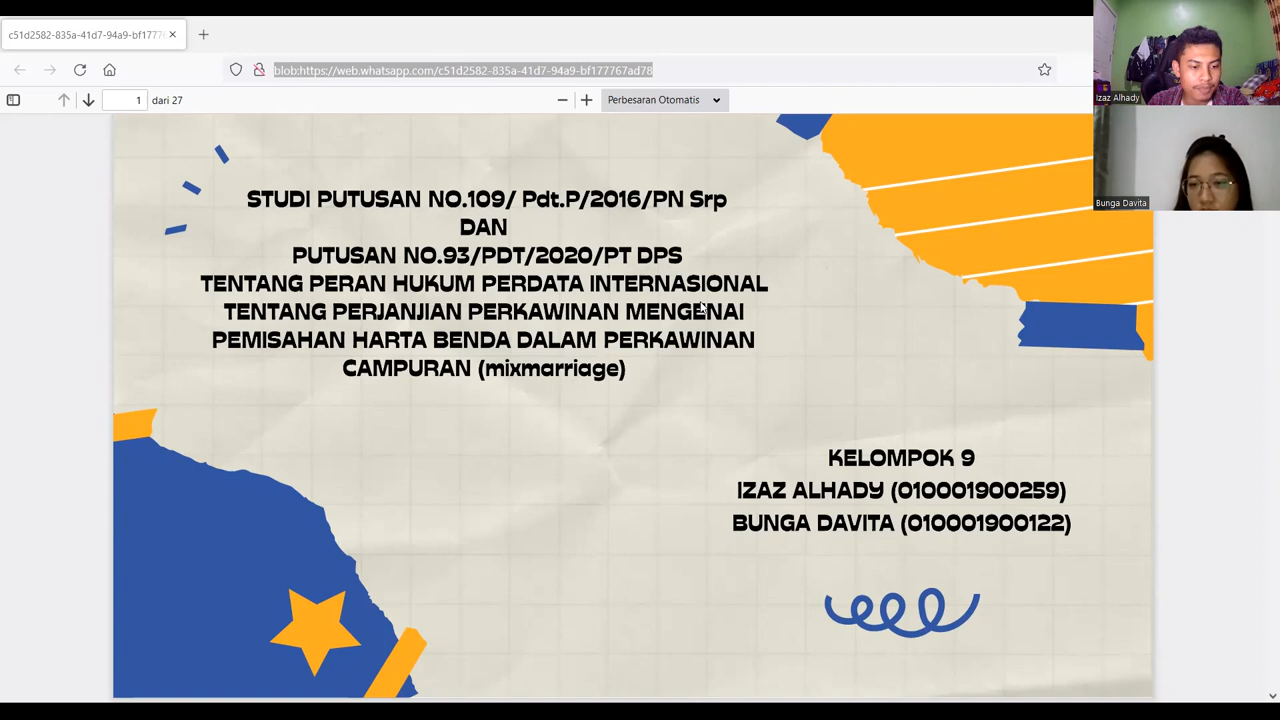 c51d2582-835a-41d7-94a9-bf17776
blob:https://web.whatsapp.com/c51d2582-835a-41d7-94a9-bf177767ad78
1 dari 27
Perbesaran Otomatis
Izaz Alhady
Bunga Davita
STUDI PUTUSAN NO.109/ Pdt.P/2016/PN Srp
DAN
PUTUSAN NO.93/PDT/2020/PT DPS
TENTANG PERAN HUKUM PERDATA INTERNASIONAL
TENTANG PERJANJIAN PERKAWINAN MENGENAI
PEMISAHAN HARTA BENDA DALAM PERKAWINAN
CAMPURAN (mixmarriage)
KELOMPOK 9
IZAZ ALHADY (010001900259)
BUNGA DAVITA (010001900122)